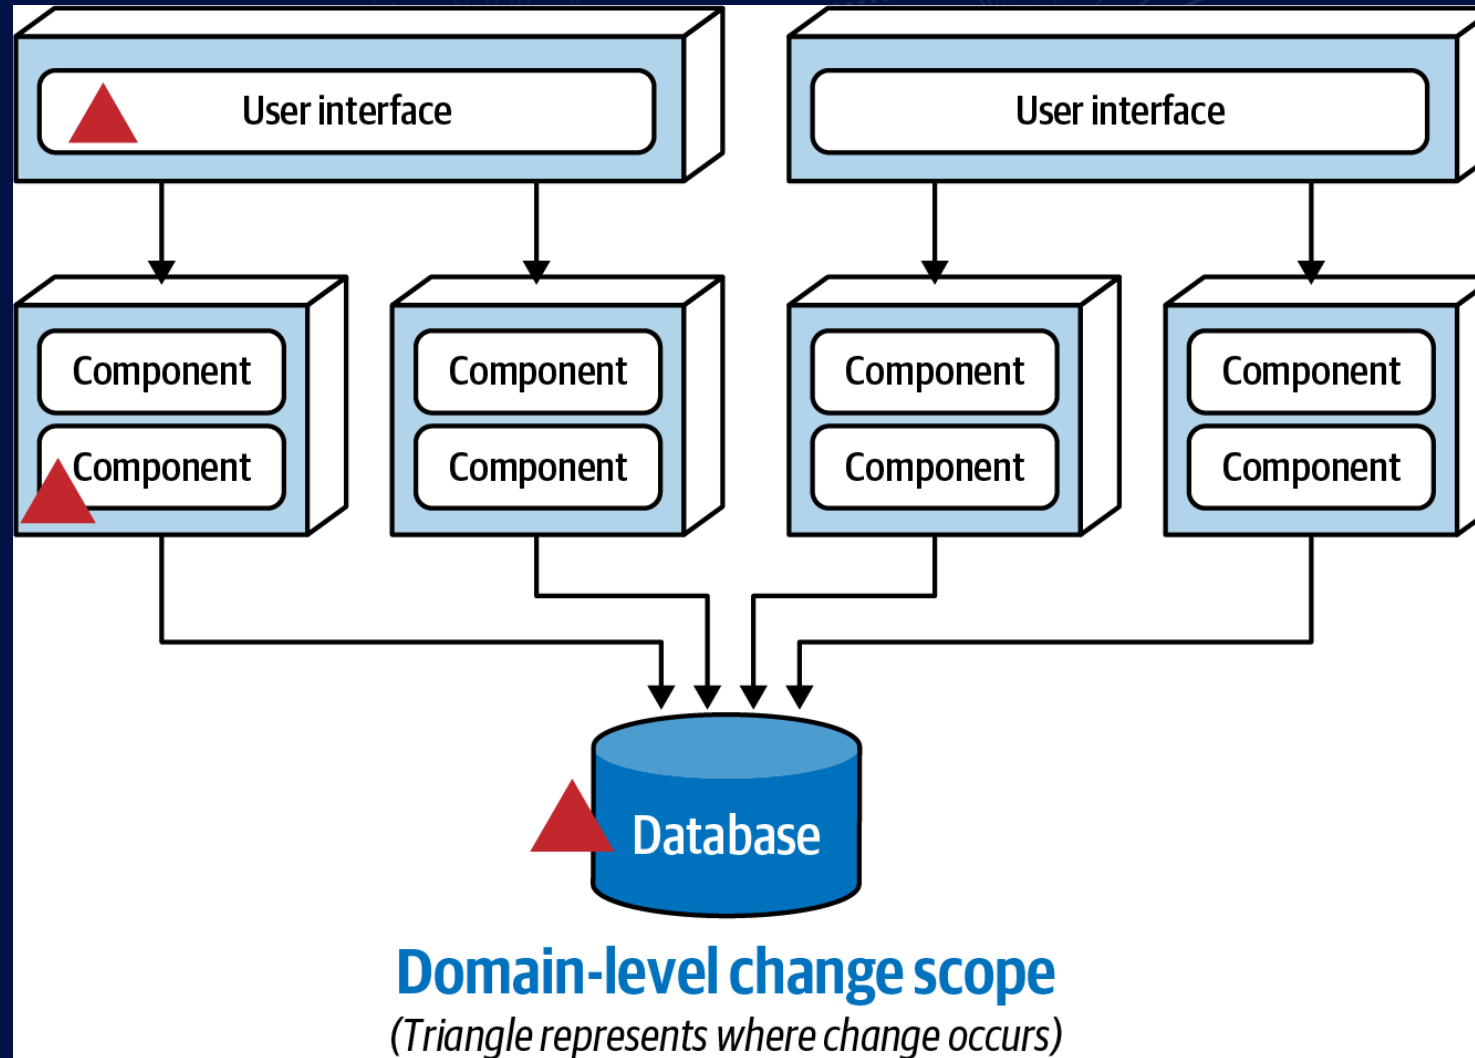 User interface
User interface
Component
Component
Component
Component
Component
Component
Component
Component
Database
Domain-level change scope
(Triangle represents where change occurs)